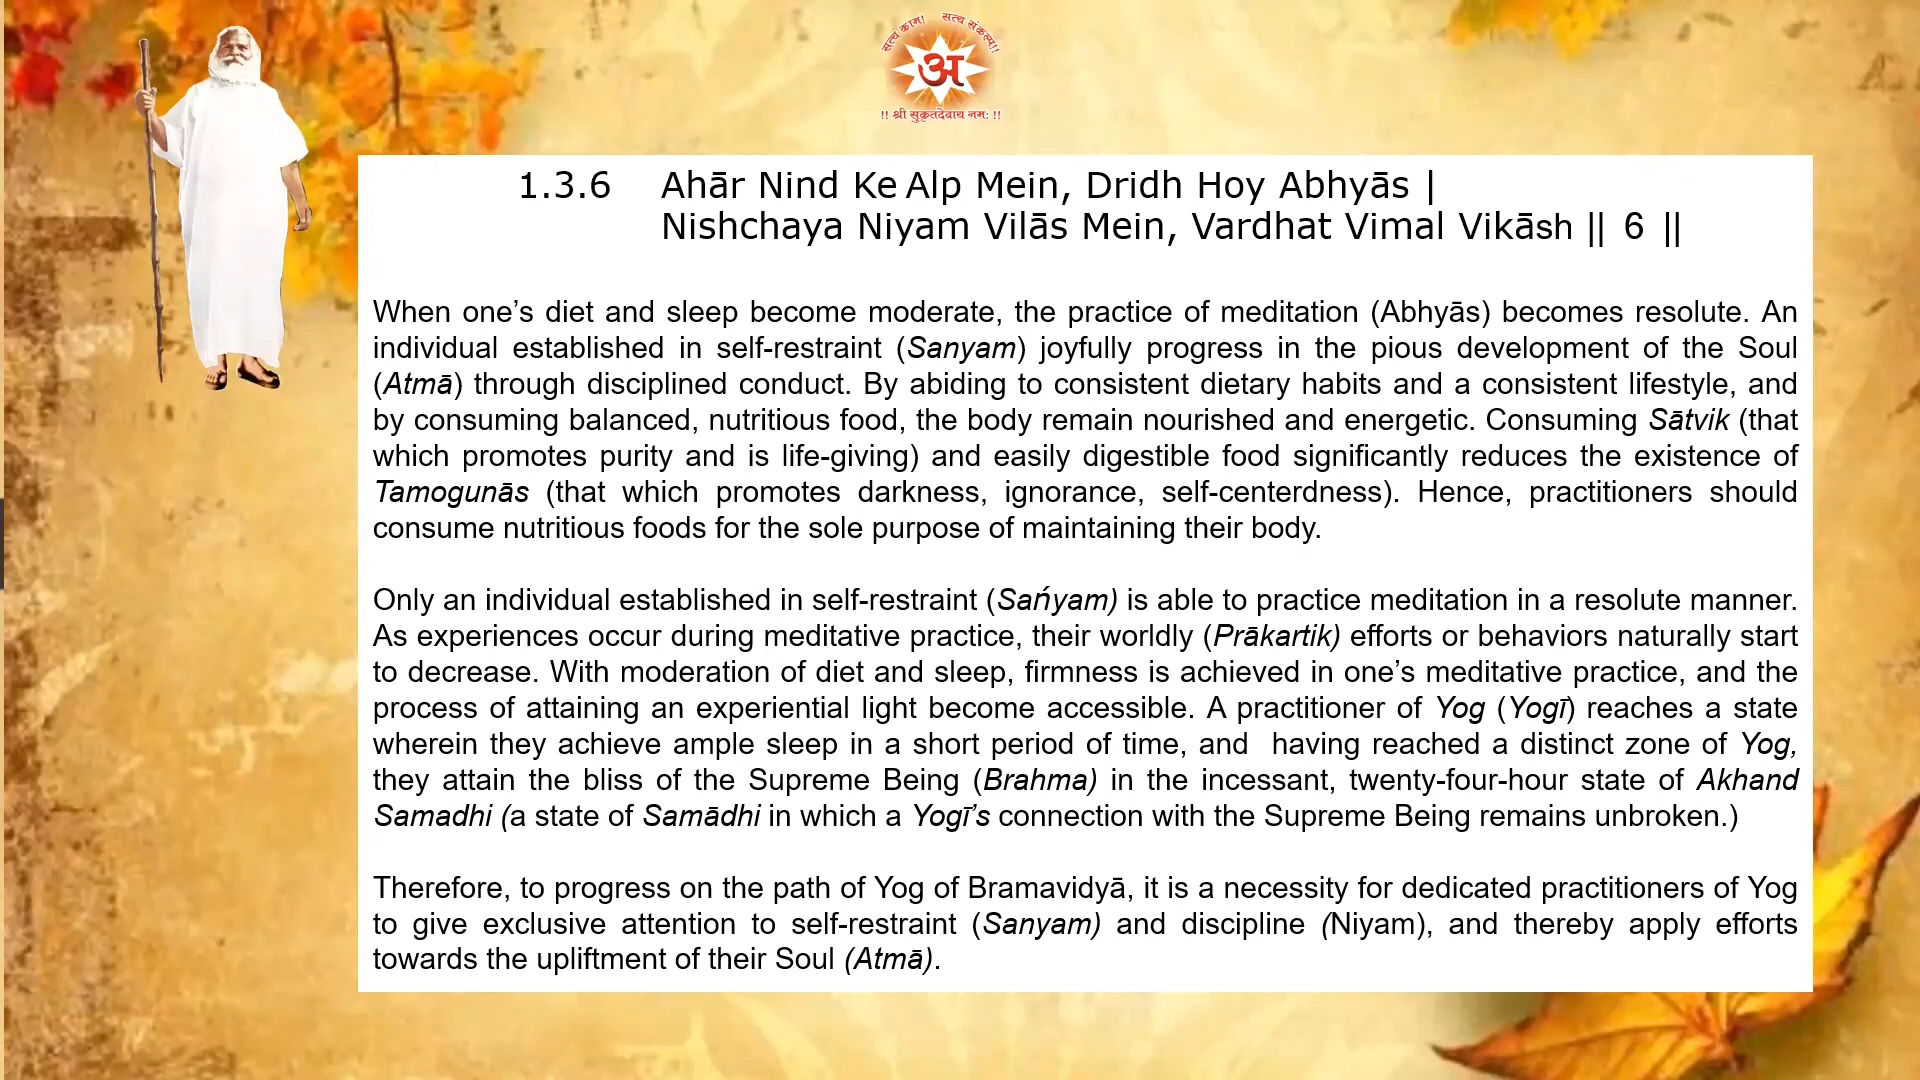 सत्य काम! सत्य संकल्प!!
अ
!! श्री सुकृतदेवाय नमः !!
1.3.6 Ahār Nind Ke Alp Mein, Dridh Hoy Abhyās |
Nishchaya Niyam Vilās Mein, Vardhat Vimal Vikāsh || 6 ||
When one’s diet and sleep become moderate, the practice of meditation (Abhyās) becomes resolute. An
individual established in self-restraint (Sanyam) joyfully progress in the pious development of the Soul
(Atmā) through disciplined conduct. By abiding to consistent dietary habits and a consistent lifestyle, and
by consuming balanced, nutritious food, the body remain nourished and energetic. Consuming Sātvik (that
which promotes purity and is life-giving) and easily digestible food significantly reduces the existence of
Tamogunās (that which promotes darkness, ignorance, self-centerdness). Hence, practitioners should
consume nutritious foods for the sole purpose of maintaining their body.
Only an individual established in self-restraint (Sańyam) is able to practice meditation in a resolute manner.
As experiences occur during meditative practice, their worldly (Prākartik) efforts or behaviors naturally start
to decrease. With moderation of diet and sleep, firmness is achieved in one’s meditative practice, and the
process of attaining an experiential light become accessible. A practitioner of Yog (Yogī) reaches a state
wherein they achieve ample sleep in a short period of time, and having reached a distinct zone of Yog,
they attain the bliss of the Supreme Being (Brahma) in the incessant, twenty-four-hour state of Akhand
Samadhi (a state of Samādhi in which a Yogī’s connection with the Supreme Being remains unbroken.)
Therefore, to progress on the path of Yog of Bramavidyā, it is a necessity for dedicated practitioners of Yog
to give exclusive attention to self-restraint (Sanyam) and discipline (Niyam), and thereby apply efforts
towards the upliftment of their Soul (Atmā).